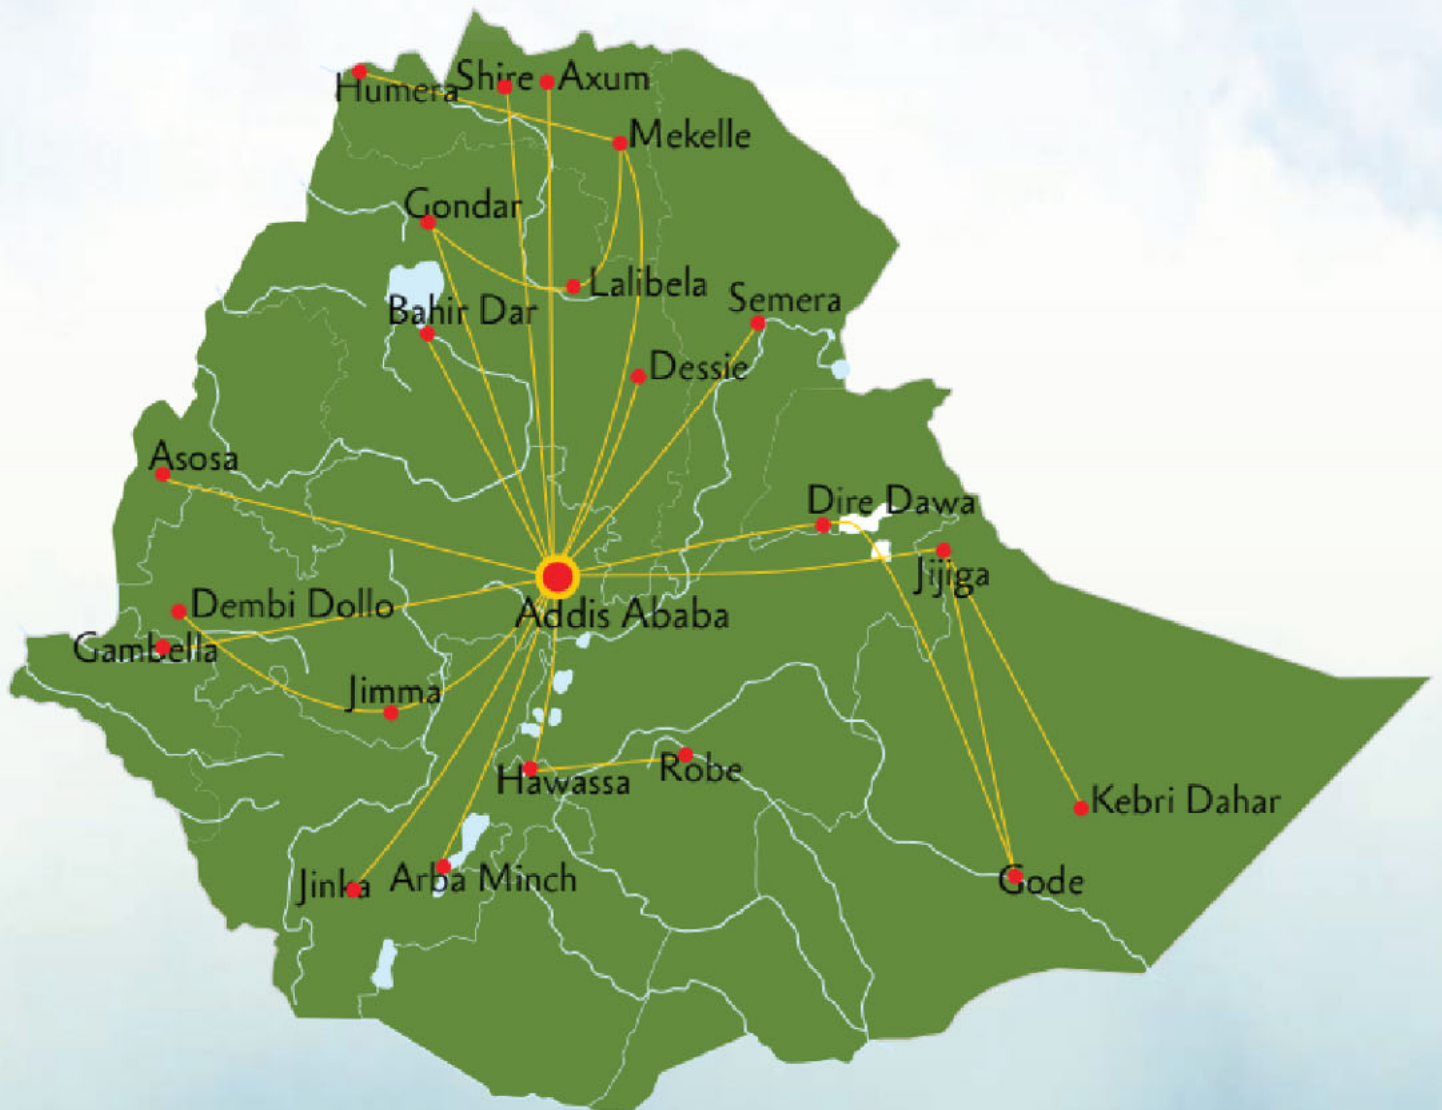 Humera
Shire
Axum
Mekelle
Gondar
Lalibela
Semera
Bahir Dar
Dessie
Asosa
Dire Dawa
Jijiga
Dembi Dollo
Addis Ababa
Gambella
Jimma
Hawassa
Robe
Kebri Dahar
Jinka
Arba Minch
Gode